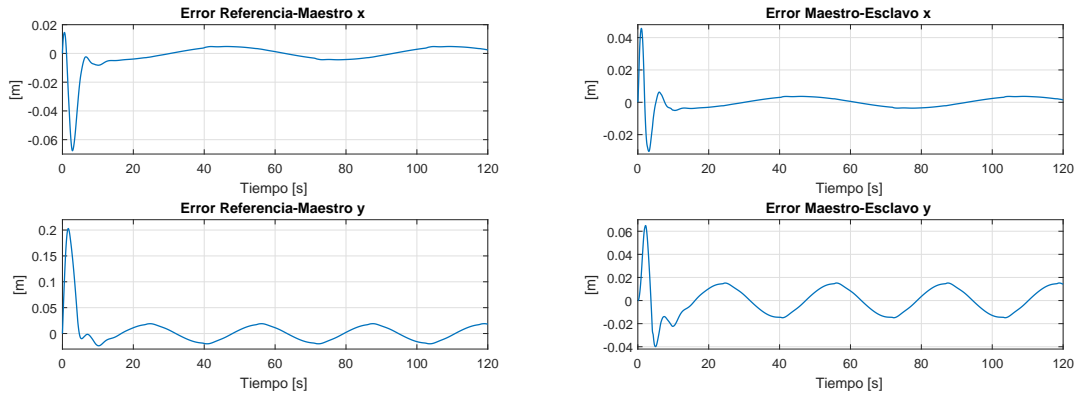 Error Referencia-Maestro x
0.02
0
-0.02
-0.04
-0.06
[m]
0 20 40 60 80 100 120
Tiempo [s]
Error Maestro-Esclavo x
0.04
0.02
0
-0.02
[m]
0 20 40 60 80 100 120
Tiempo [s]
Error Referencia-Maestro y
0.2
0.15
0.1
0.05
0
[m]
0 20 40 60 80 100 120
Tiempo [s]
Error Maestro-Esclavo y
0.06
0.04
0.02
0
-0.02
-0.04
[m]
0 20 40 60 80 100 120
Tiempo [s]